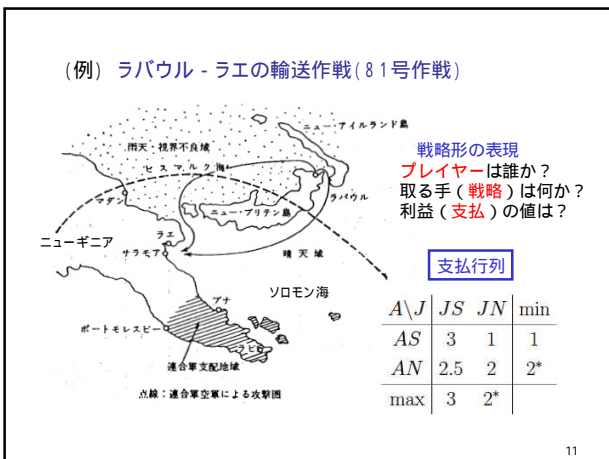 (例) ラバウル - ラエの輸送作戦(81号作戦)
ニュー・アイルランド島
雨天・視界不良域
ビスマルク海
マダン
ラバウル
ニュー・ブリテン島
ニューギニア
ラエ
サラモア
晴天域
ソロモン海
ブナ
ポートモレスビー
ラビ
連合軍支配地域
点線:連合軍空軍による攻撃圏
戦略形の表現
プレイヤーは誰か?
取る手(戦略)は何か?
利益(支払)の値は?
支払行列
A\J JS JN min
AS 3 1 1
AN 2.5 2 2*
max 3 2*
11